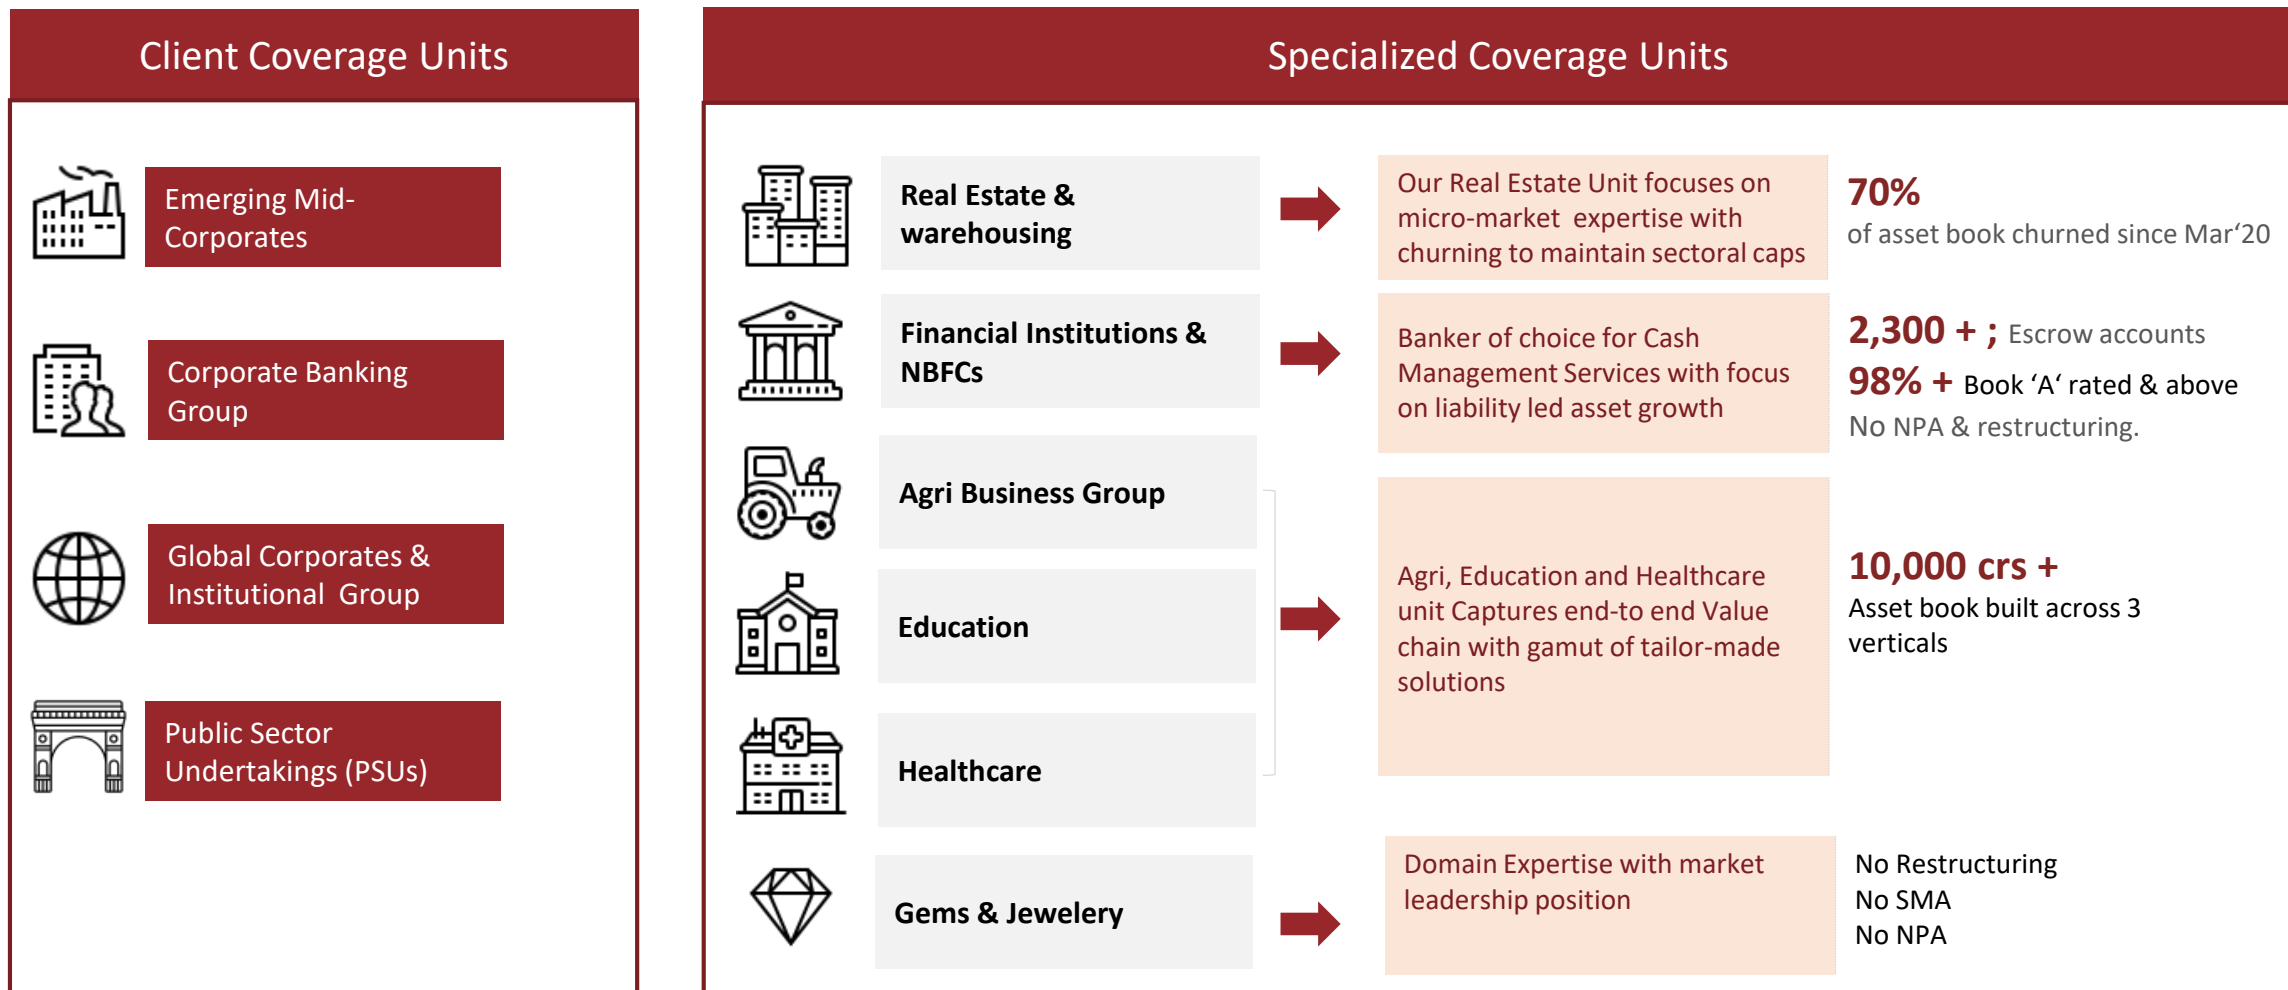 Client Coverage Units
Emerging Mid-
Corporates
Corporate Banking
Group
Global Corporates &
Institutional Group
Public Sector
Undertakings (PSUs)
Specialized Coverage Units
Real Estate &
warehousing
Our Real Estate Unit focuses on
micro-market expertise with
churning to maintain sectoral caps
70%
of asset book churned since Mar‘20
Financial Institutions &
NBFCs
Banker of choice for Cash
Management Services with focus
on liability led asset growth
2,300 + ; Escrow accounts
98% + Book ‘A‘ rated & above
No NPA & restructuring.
Agri Business Group
Education
Healthcare
Agri, Education and Healthcare
unit Captures end-to end Value
chain with gamut of tailor-made
solutions
10,000 crs +
Asset book built across 3
verticals
Gems & Jewelery
Domain Expertise with market
leadership position
No Restructuring
No SMA
No NPA